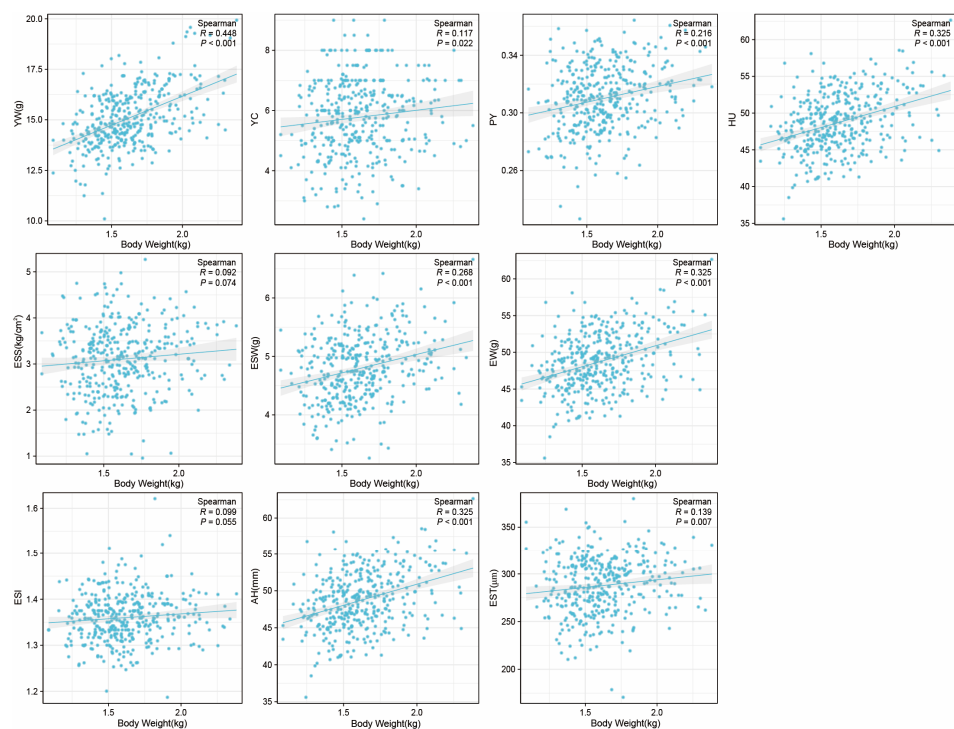 Spearman
R = 0.448
P < 0.001
20.0
17.5
15.0
12.5
10.0
YW(g)
1.5
2.0
Body Weight(kg)
Spearman
R = 0.117
P = 0.022
8
6
4
YC
1.5
2.0
Body Weight(kg)
Spearman
R = 0.216
P <0.001
0.34
0.30
0.26
PY
1.5
2.0
Body Weight(kg)
Spearman
R = 0.325
P < 0.001
60
55
50
45
40
35
HU
1.5
2.0
Body Weight(kg)
Spearman
R = 0.092
P = 0.074
5
4
3
2
1
ESS(kg/cm²)
1.5
2.0
Body Weight(kg)
Spearman
R = 0.268
P < 0.001
6
5
4
ESW(g)
1.5
2.0
Body Weight(kg)
Spearman
R = 0.325
P < 0.001
60
55
50
45
40
35
EW(g)
1.5
2.0
Body Weight(kg)
Spearman
R = 0.099
P = 0.055
1.6
1.5
1.4
1.3
1.2
ESI
1.5
2.0
Body Weight(kg)
Spearman
R = 0.325
P < 0.001
60
55
50
45
40
35
AH(mm)
1.5
2.0
Body Weight(kg)
Spearman
R = 0.139
P = 0.007
350
300
250
200
EST(μm)
1.5
2.0
Body Weight(kg)